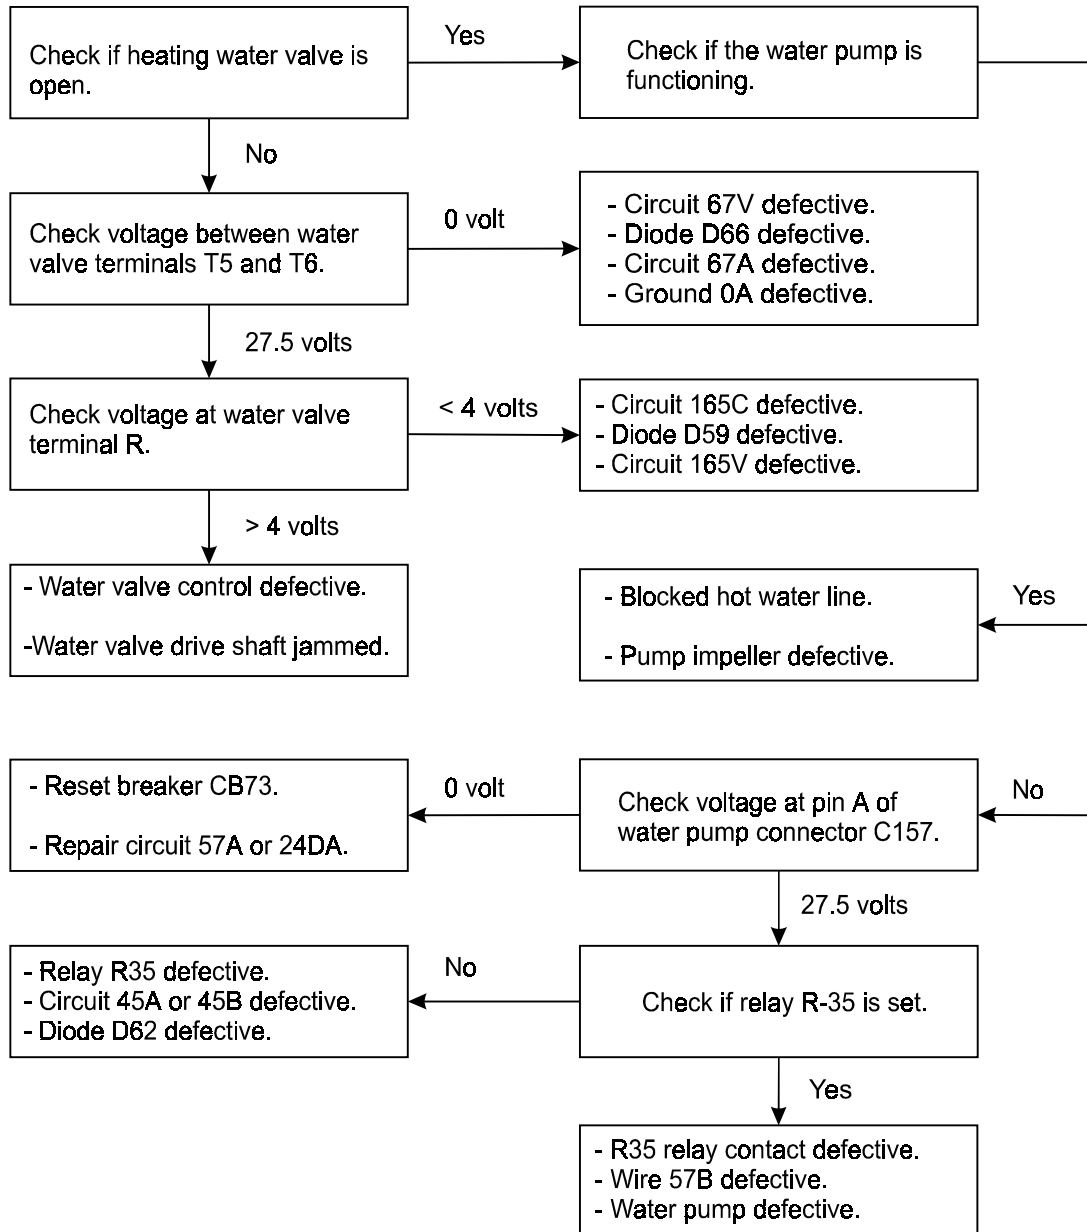 Check if heating water valve is
open.
Yes
Check if the water pump is
functioning.
No
Check voltage between water
valve terminals T5 and T6.
0 volt
- Circuit 67V defective.
- Diode D66 defective.
- Circuit 67A defective.
- Ground 0A defective.
27.5 volts
Check voltage at water valve
terminal R.
< 4 volts
- Circuit 165C defective.
- Diode D59 defective.
- Circuit 165V defective.
> 4 volts
- Water valve control defective.
-Water valve drive shaft jammed.
- Blocked hot water line.
- Pump impeller defective.
Yes
- Reset breaker CB73.
- Repair circuit 57A or 24DA.
0 volt
Check voltage at pin A of
water pump connector C157.
No
27.5 volts
- Relay R35 defective.
- Circuit 45A or 45B defective.
- Diode D62 defective.
No
Check if relay R-35 is set.
Yes
- R35 relay contact defective.
- Wire 57B defective.
- Water pump defective.